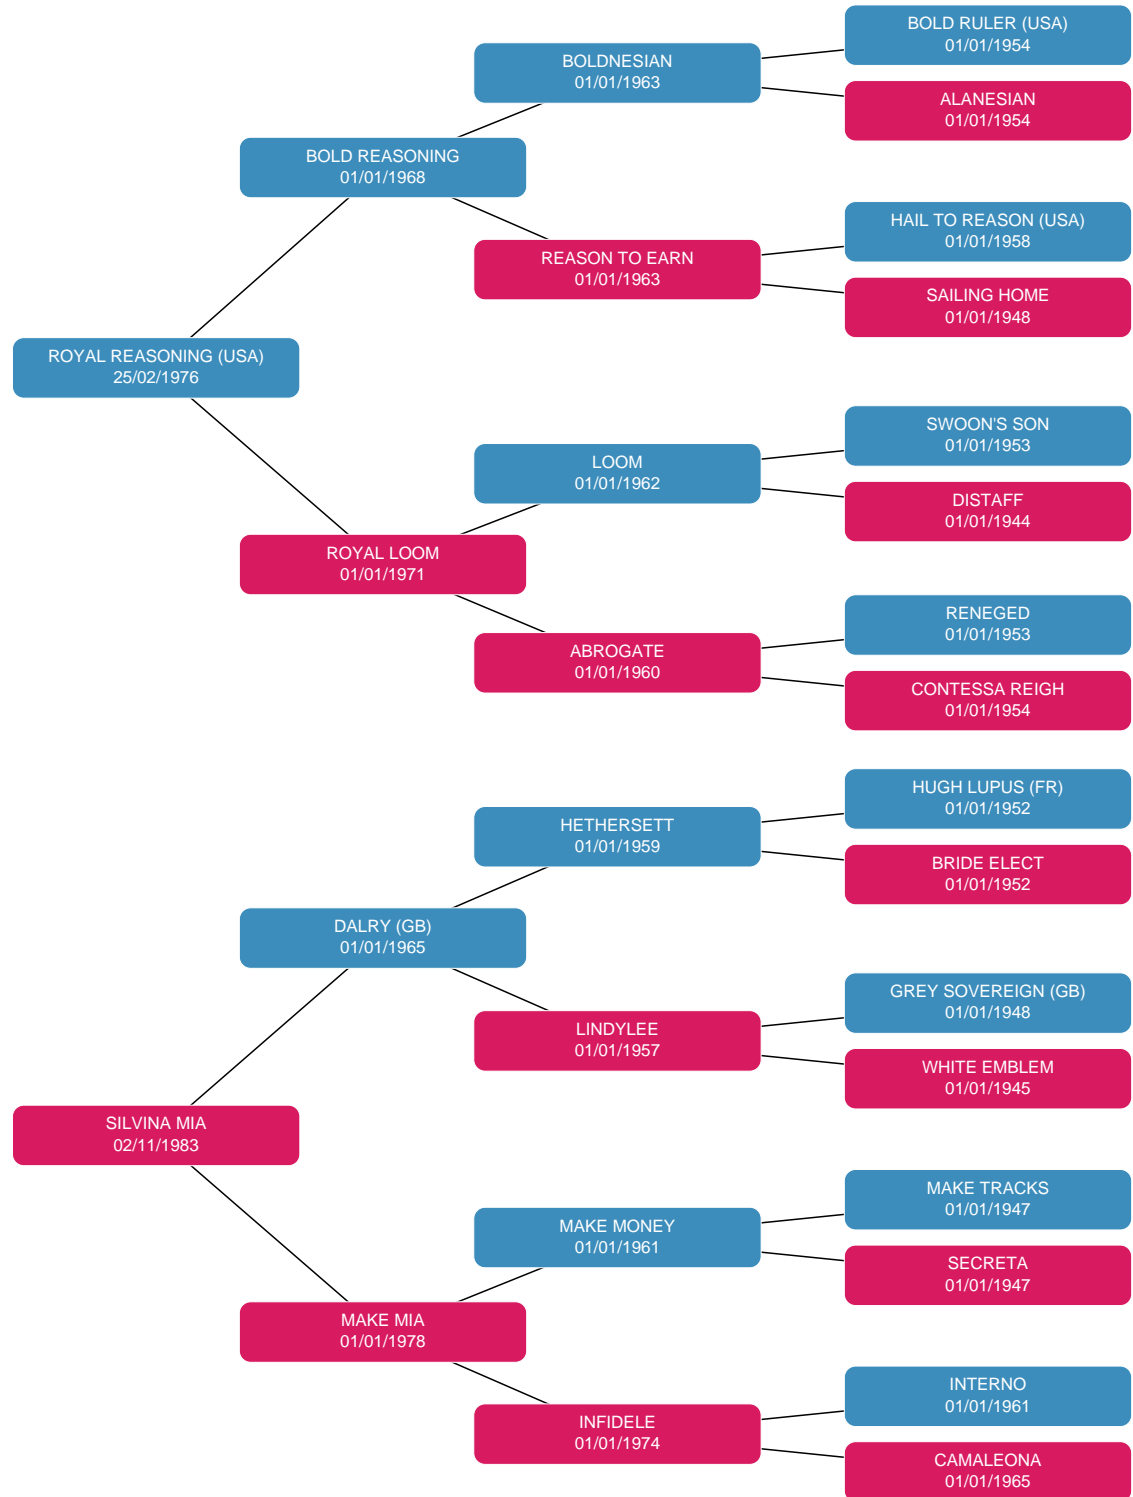 BOLD RULER (USA)
01/01/1954
BOLDNESIAN
01/01/1963
ALANESIAN
01/01/1954
BOLD REASONING
01/01/1968
HAIL TO REASON (USA)
01/01/1958
REASON TO EARN
01/01/1963
SAILING HOME
01/01/1948
ROYAL REASONING (USA)
25/02/1976
SWOON'S SON
01/01/1953
LOOM
01/01/1962
DISTAFF
01/01/1944
ROYAL LOOM
01/01/1971
RENEGED
01/01/1953
ABROGATE
01/01/1960
CONTESSA REIGH
01/01/1954
HUGH LUPUS (FR)
01/01/1952
HETHERSETT
01/01/1959
BRIDE ELECT
01/01/1952
DALRY (GB)
01/01/1965
GREY SOVEREIGN (GB)
01/01/1948
LINDYLEE
01/01/1957
WHITE EMBLEM
01/01/1945
SILVINA MIA
02/11/1983
MAKE TRACKS
01/01/1947
MAKE MONEY
01/01/1961
SECRETA
01/01/1947
MAKE MIA
01/01/1978
INTERNO
01/01/1961
INFIDELE
01/01/1974
CAMALEONA
01/01/1965